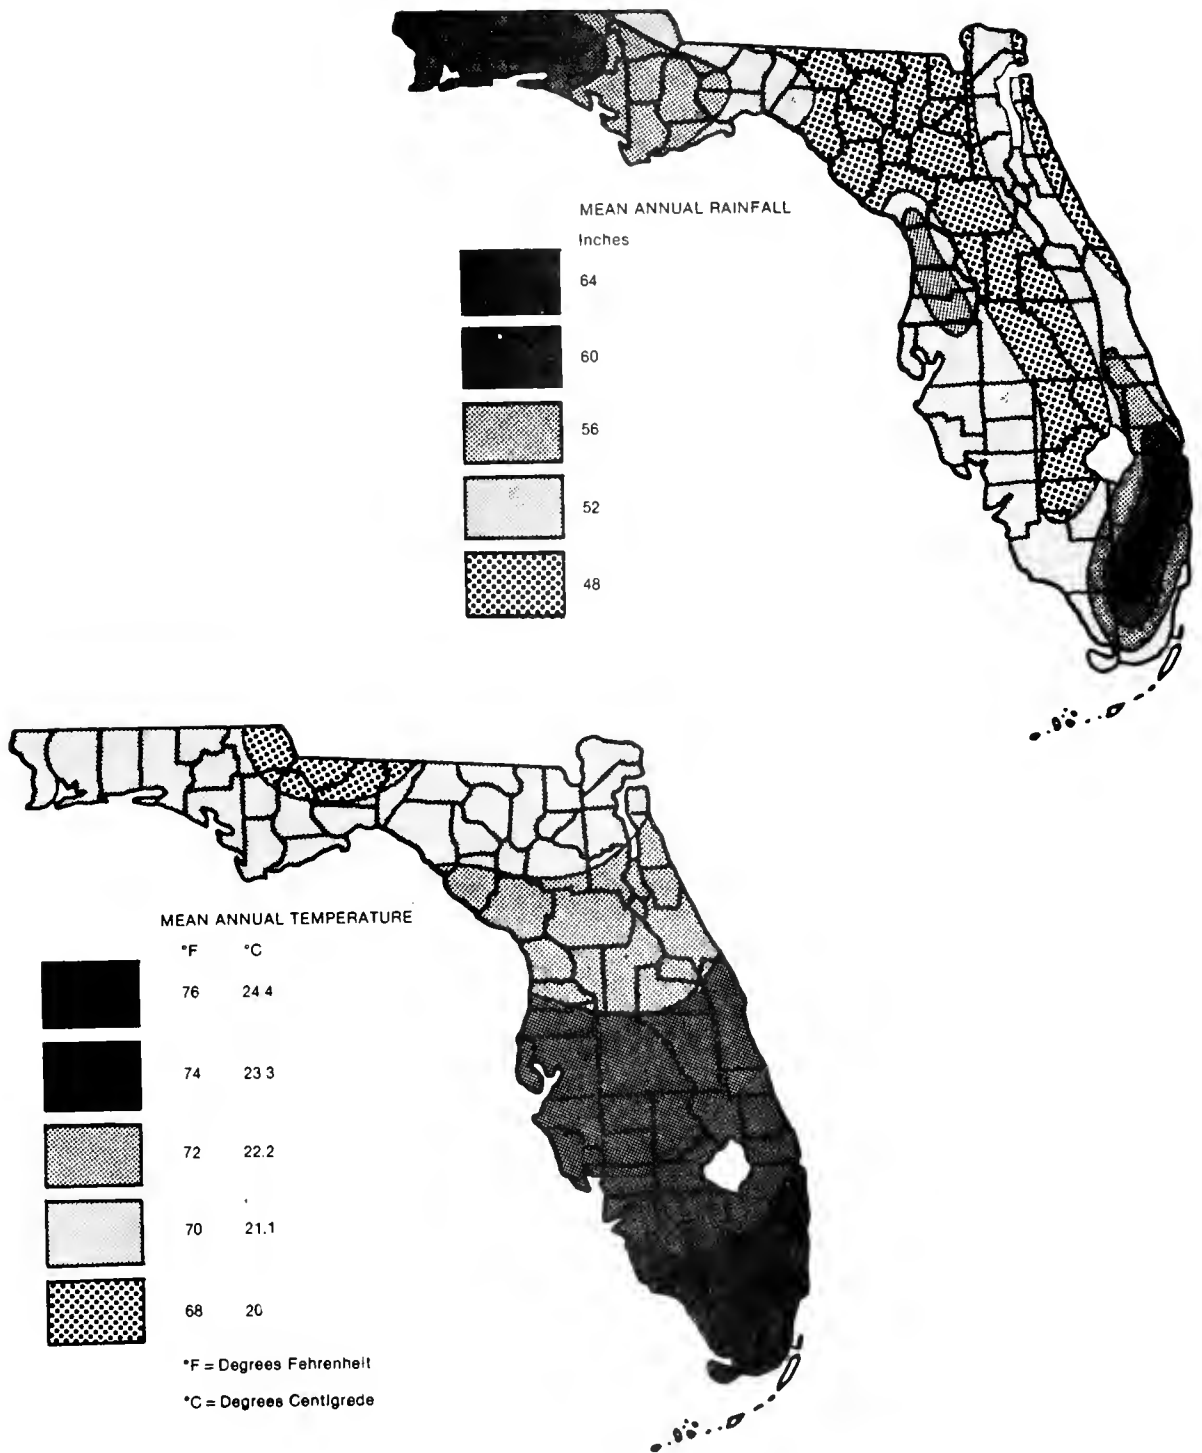 MEAN ANNUAL RAINFALL
Inches
64
60
56
52
48
MEAN ANNUAL TEMPERATURE
°F °C
76 24 4
74 23 3
72 22.2
70 21.1
68 20
°F = Degrees Fehrenheit
°C = Degrees Centigrede